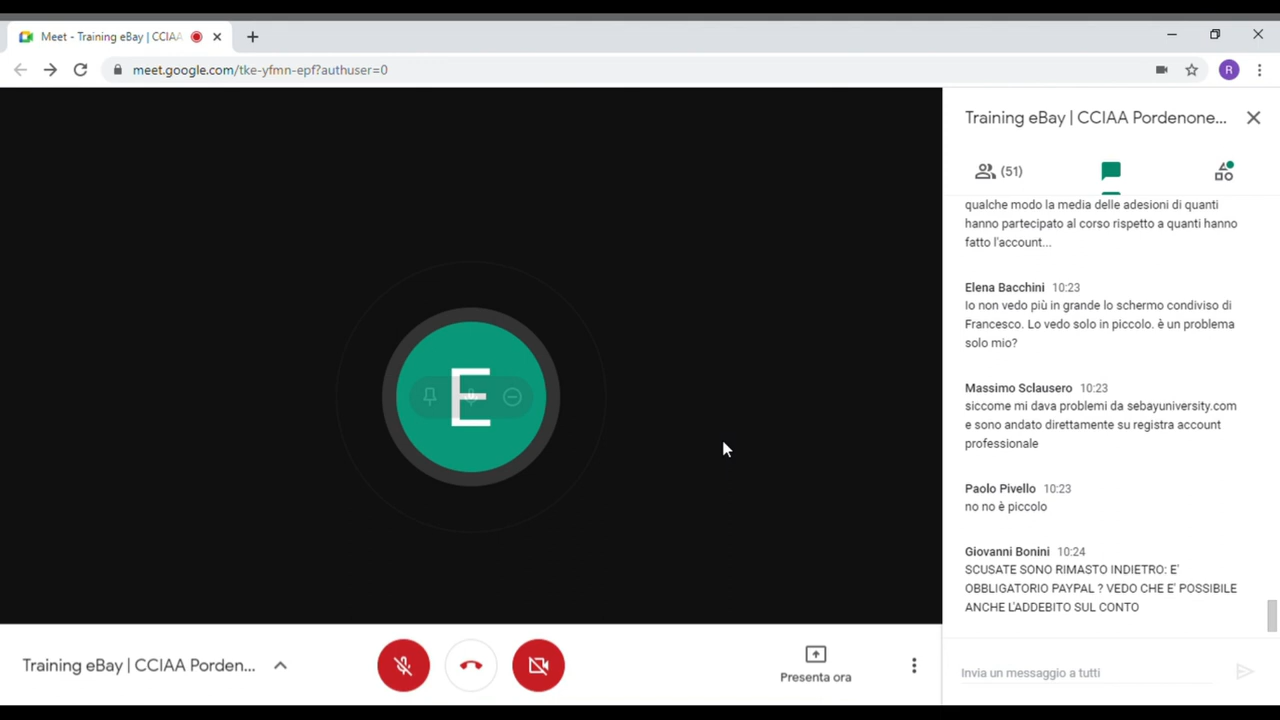 Meet - Training eBay | CCIAA
meet.google.com/tke-yfmn-epf?authuser=0
R
Training eBay | CCIAA Pordenone...
(51)
qualche modo la media delle adesioni di quanti
hanno partecipato al corso rispetto a quanti hanno
fatto l'account...
Elena Bacchini 10:23
Io non vedo più in grande lo schermo condiviso di
Francesco. Lo vedo solo in piccolo. è un problema
solo mio?
Massimo Sclausero 10:23
siccome mi dava problemi da sebayuniversity.com
e sono andato direttamente su registra account
professionale
Paolo Pivello 10:23
no no è piccolo
Giovanni Bonini 10:24
SCUSATE SONO RIMASTO INDIETRO: E'
OBBLIGATORIO PAYPAL ? VEDO CHE E' POSSIBILE
ANCHE L'ADDEBITO SUL CONTO
E
Training eBay | CCIAA Porden...
Presenta ora
Invia un messaggio a tutti